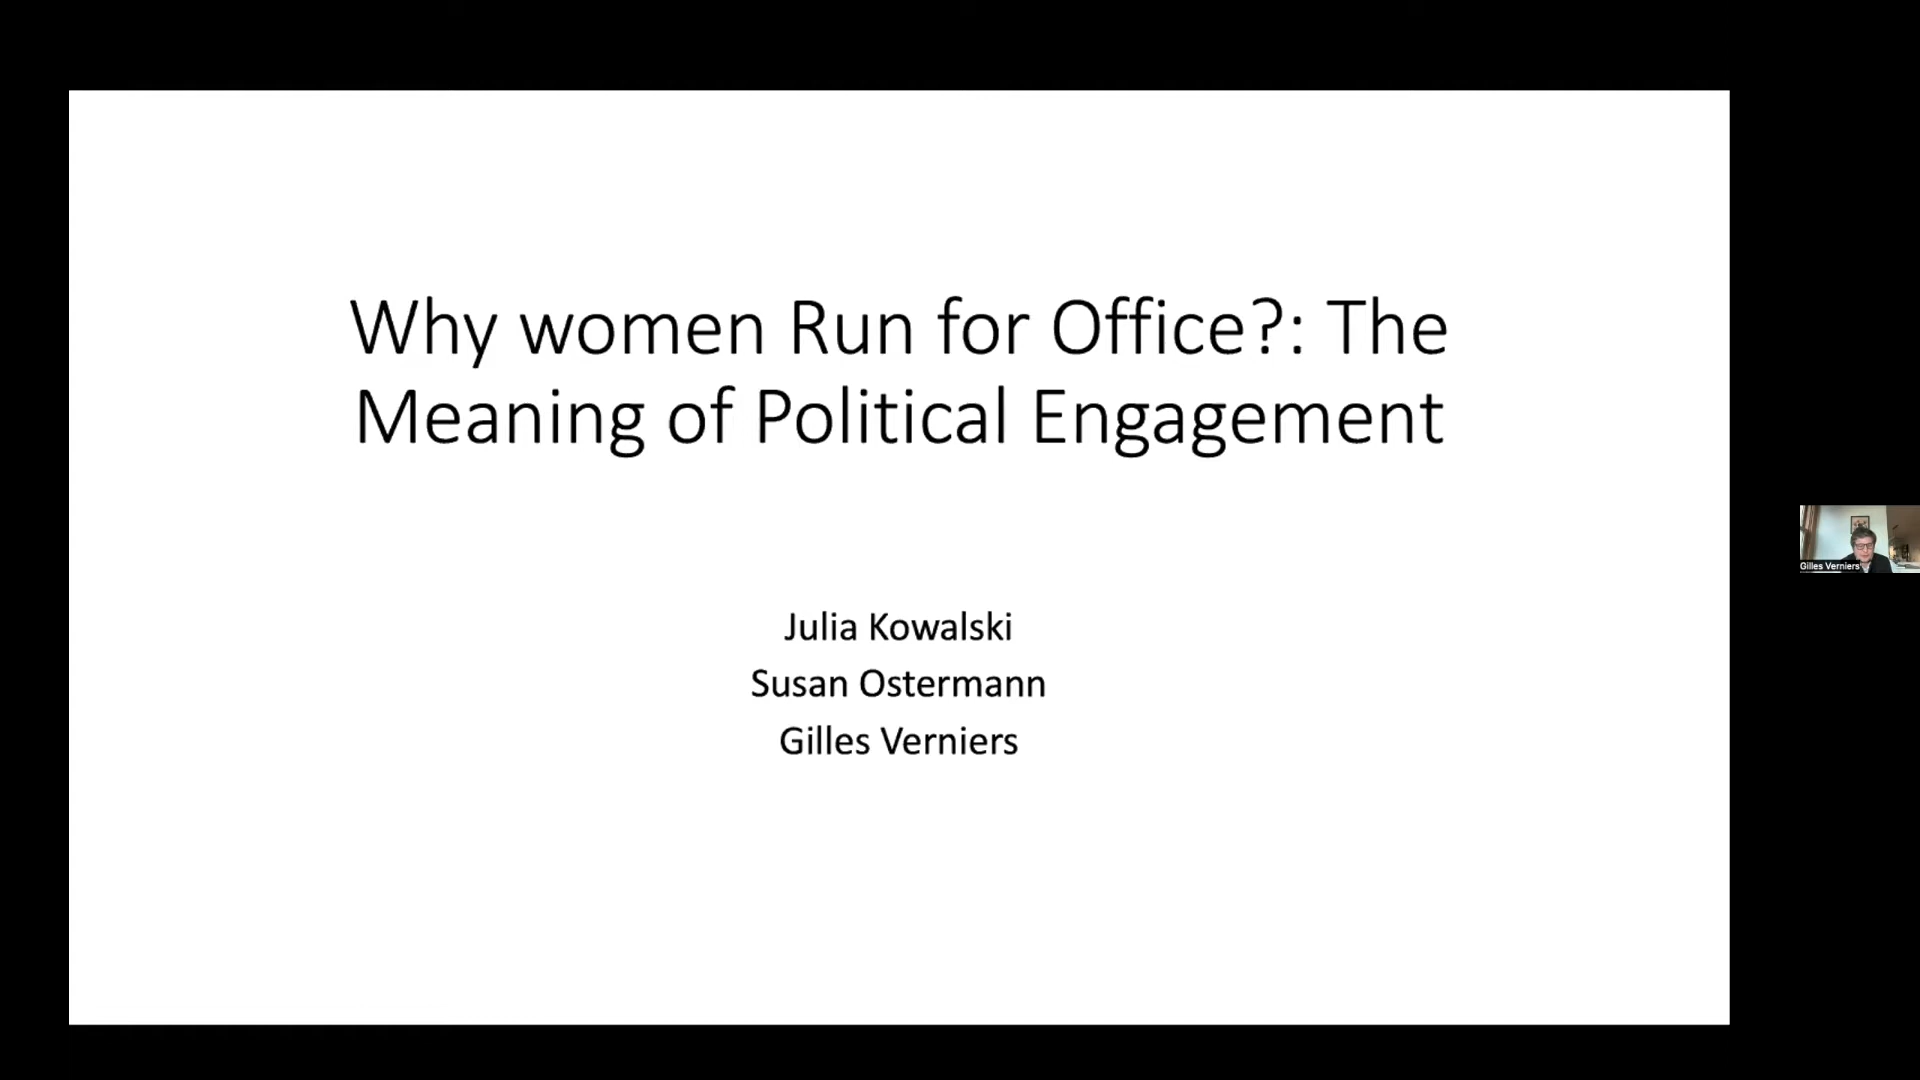 Why women Run for Office?: The
Meaning of Political Engagement
Julia Kowalski
Susan Ostermann
Gilles Verniers
Gilles Verniers